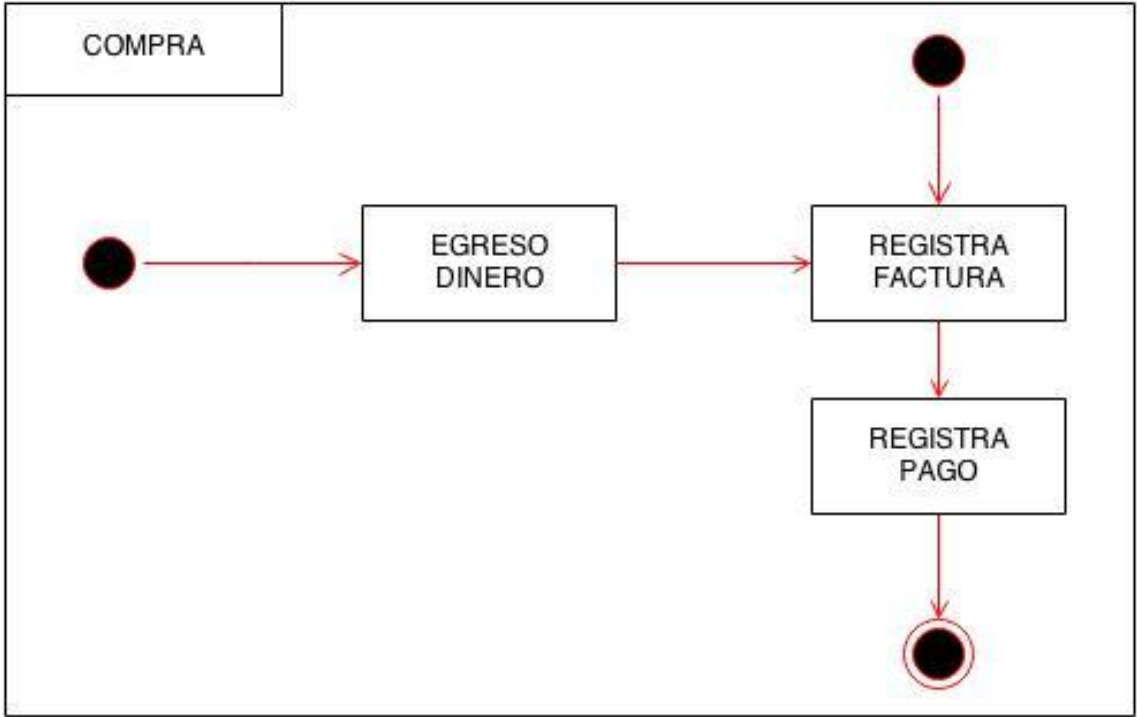 COMPRA
EGRESO
DINERO
REGISTRA
FACTURA
REGISTRA
PAGO